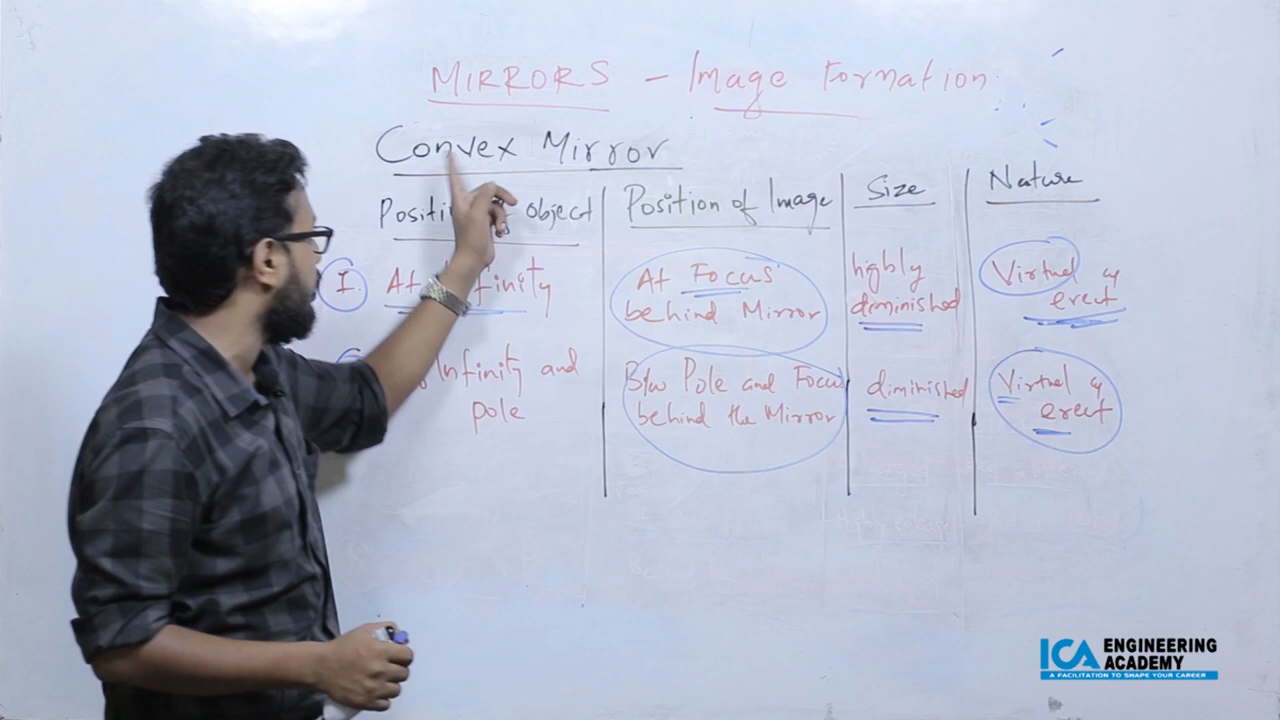 MIRRORS - Image Formation
Convex Mirror
object
Position of Image
Size
Nature
I. At
At Focus behind Mirror
highly diminished
Virtual & erect
Infinity and pole
B/w Pole and Focus behind the Mirror
diminished
Virtual & erect
ICA ENGINEERING ACADEMY
A FACILITATION TO SHAPE YOUR CAREER